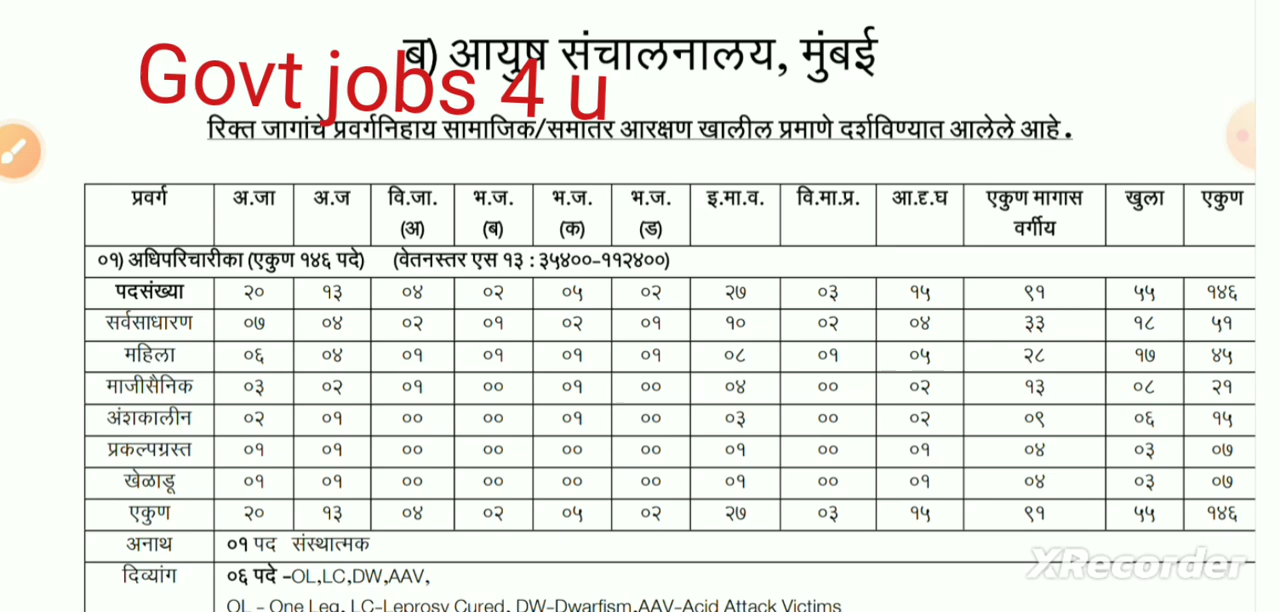 ब) आयुष संचालनालय, मुंबई
Govt jobs 4 u
रिक्त जागांचे प्रवर्गनिहाय सामाजिक/समांतर आरक्षण खालील प्रमाणे दर्शविण्यात आलेले आहे.
प्रवर्ग अ.जा अ.ज वि.जा. (अ) भ.ज. (ब) भ.ज. (क) भ.ज. (ड) इ.मा.व. वि.मा.प्र. आ.दृ.घ एकुण मागास वर्गीय खुला एकुण
०१) अधिपरिचारीका (एकुण १४६ पदे) (वेतनस्तर एस १३ : ३५४००-११२४००)
पदसंख्या २० १३ ०४ ०२ ०५ ०२ २७ ०३ १५ ९१ ५५ १४६
सर्वसाधारण ०७ ०४ ०२ ०१ ०२ ०१ १० ०२ ०४ ३३ १८ ५१
महिला ०६ ०४ ०१ ०१ ०१ ०१ ०८ ०१ ०५ २८ १७ ४५
माजीसैनिक ०३ ०२ ०१ ०० ०१ ०० ०४ ०० ०२ १३ ०८ २१
अंशकालीन ०२ ०१ ०० ०० ०१ ०० ०३ ०० ०२ ०९ ०६ १५
प्रकल्पग्रस्त ०१ ०१ ०० ०० ०० ०० ०१ ०० ०१ ०४ ०३ ०७
खेळाडू ०१ ०१ ०० ०० ०० ०० ०१ ०० ०१ ०४ ०३ ०७
एकुण २० १३ ०४ ०२ ०५ ०२ २७ ०३ १५ ९१ ५५ १४६
अनाथ ०१ पद संस्थात्मक
दिव्यांग ०६ पदे -OL,LC,DW,AAV,
OL - One Leg, LC-Leprosy Cured, DW-Dwarfism,AAV-Acid Attack Victims
XRecorder